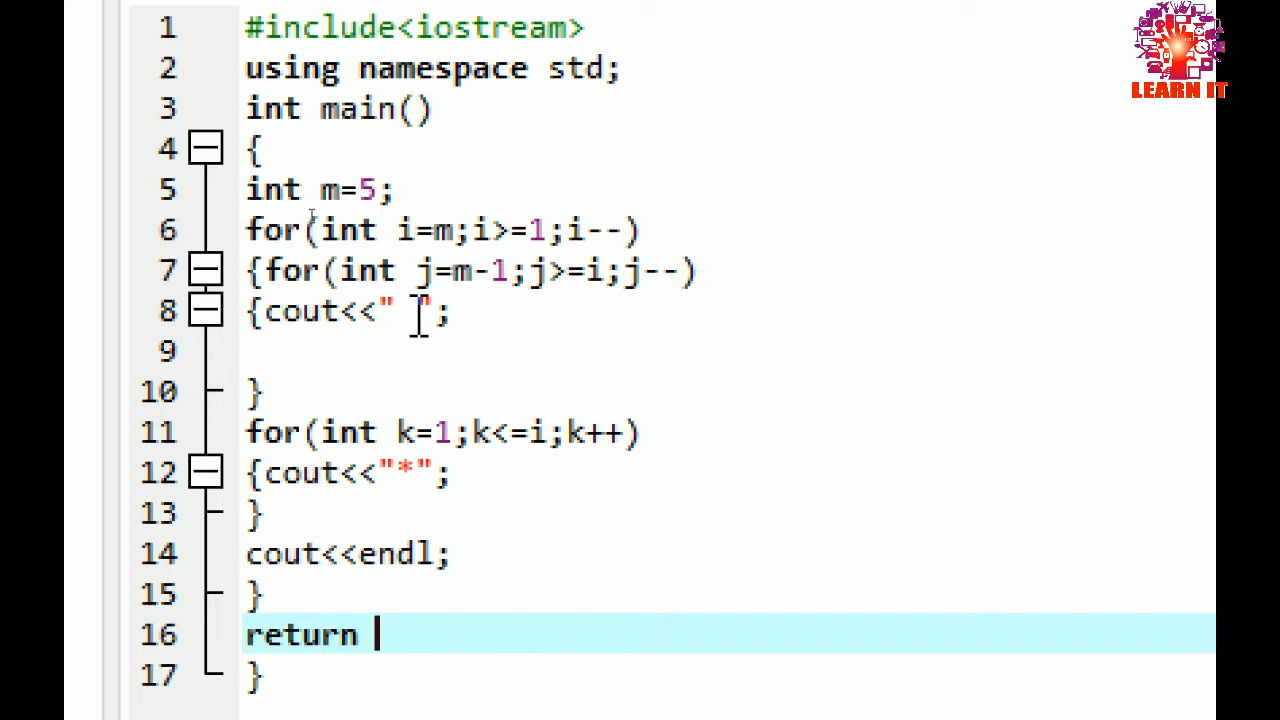 1 #include<iostream>
2 using namespace std;
3 int main()
4 {
5 int m=5;
6 for(int i=m;i>=1;i--)
7 {for(int j=m-1;j>=i;j--)
8 {cout<<" ";
9
10 }
11 for(int k=1;k<=i;k++)
12 {cout<<"*";
13 }
14 cout<<endl;
15 }
16 return
17 }
LEARN IT